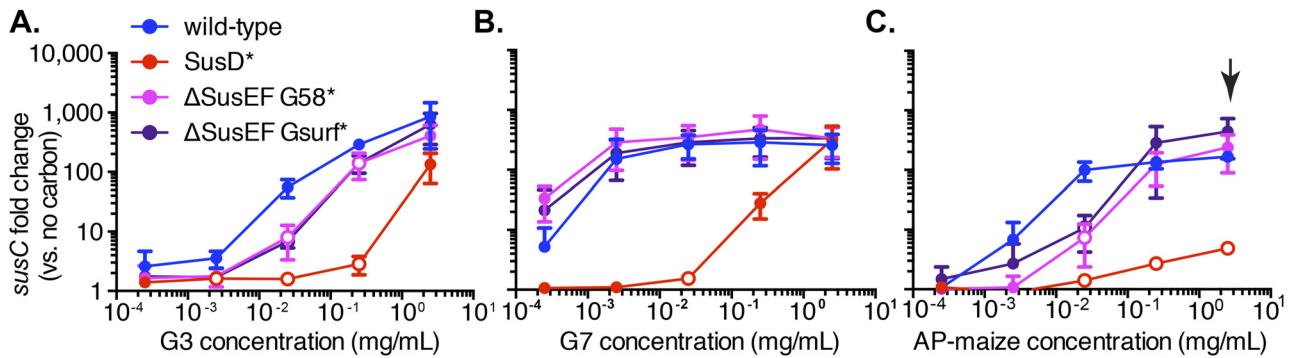 A.
wild-type
SusD*
ΔSusEF G58*
ΔSusEF Gsurf*
susC fold change
(vs. no carbon)
10,000
1,000
100
10
1
10-4 10-3 10-2 10-1 100 101
G3 concentration (mg/mL)
B.
10-4 10-3 10-2 10-1 100 101
G7 concentration (mg/mL)
C.
10-4 10-3 10-2 10-1 100 101
AP-maize concentration (mg/mL)